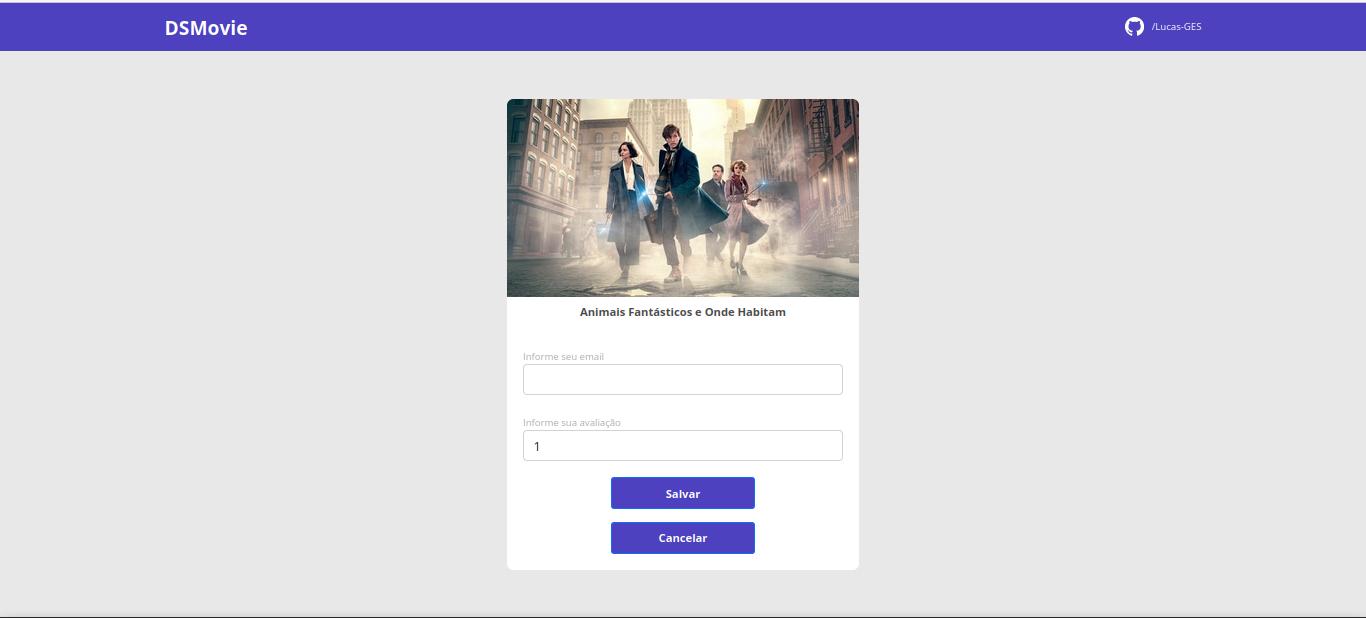 DSMovie
/Lucas-GES
Animais Fantásticos e Onde Habitam
Informe seu email
Informe sua avaliação
1
Salvar
Cancelar